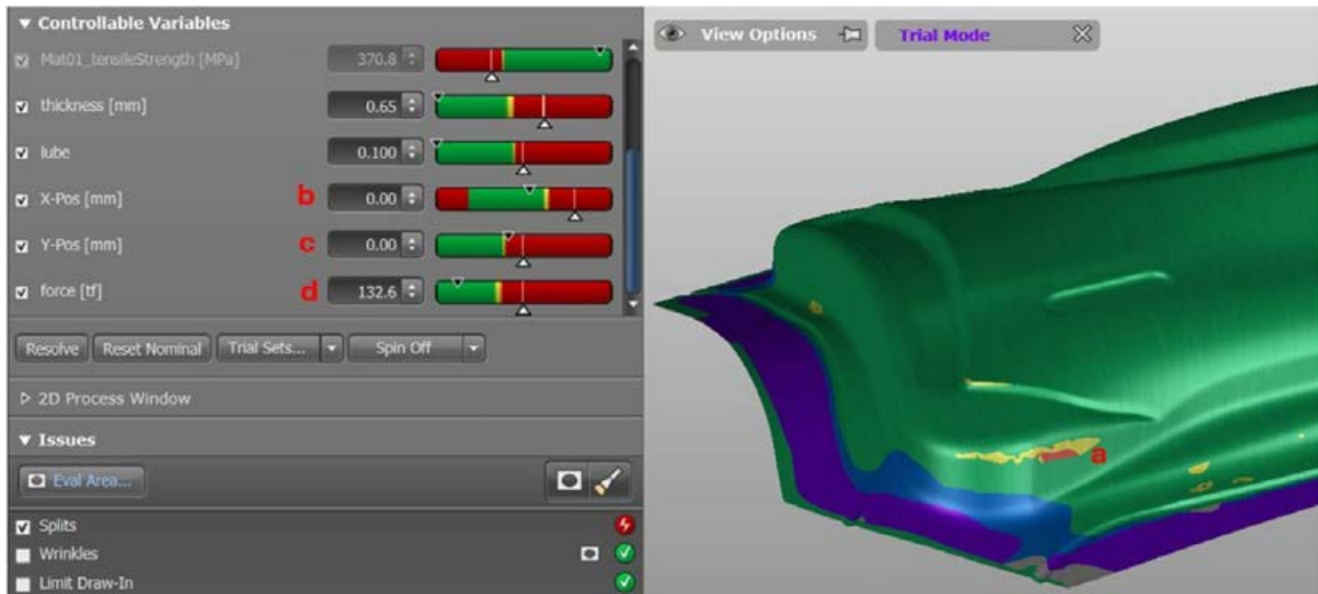 ▼ Controllable Variables
Mat01_tensileStrength [MPa] 370.8
thickness [mm] 0.65
lube 0.100
X-Pos [mm] b 0.00
Y-Pos [mm] c 0.00
force [tf] d 132.6
Resolve Reset Nominal Trial Sets... Spin Off
▷ 2D Process Window
▼ Issues
Eval Area...
Splits
Wrinkles
Limit Draw-In
View Options Trial Mode
a